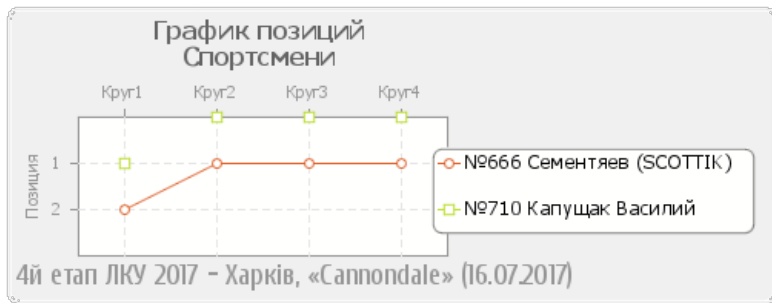 График позиций
Спортсмени
Круг1 Круг2 Круг3 Круг4
Позиция
1
2
№666 Сементяев (SCOTTIK)
№710 Капущак Василий
4й етап ЛКУ 2017 - Харків, «Cannondale» (16.07.2017)